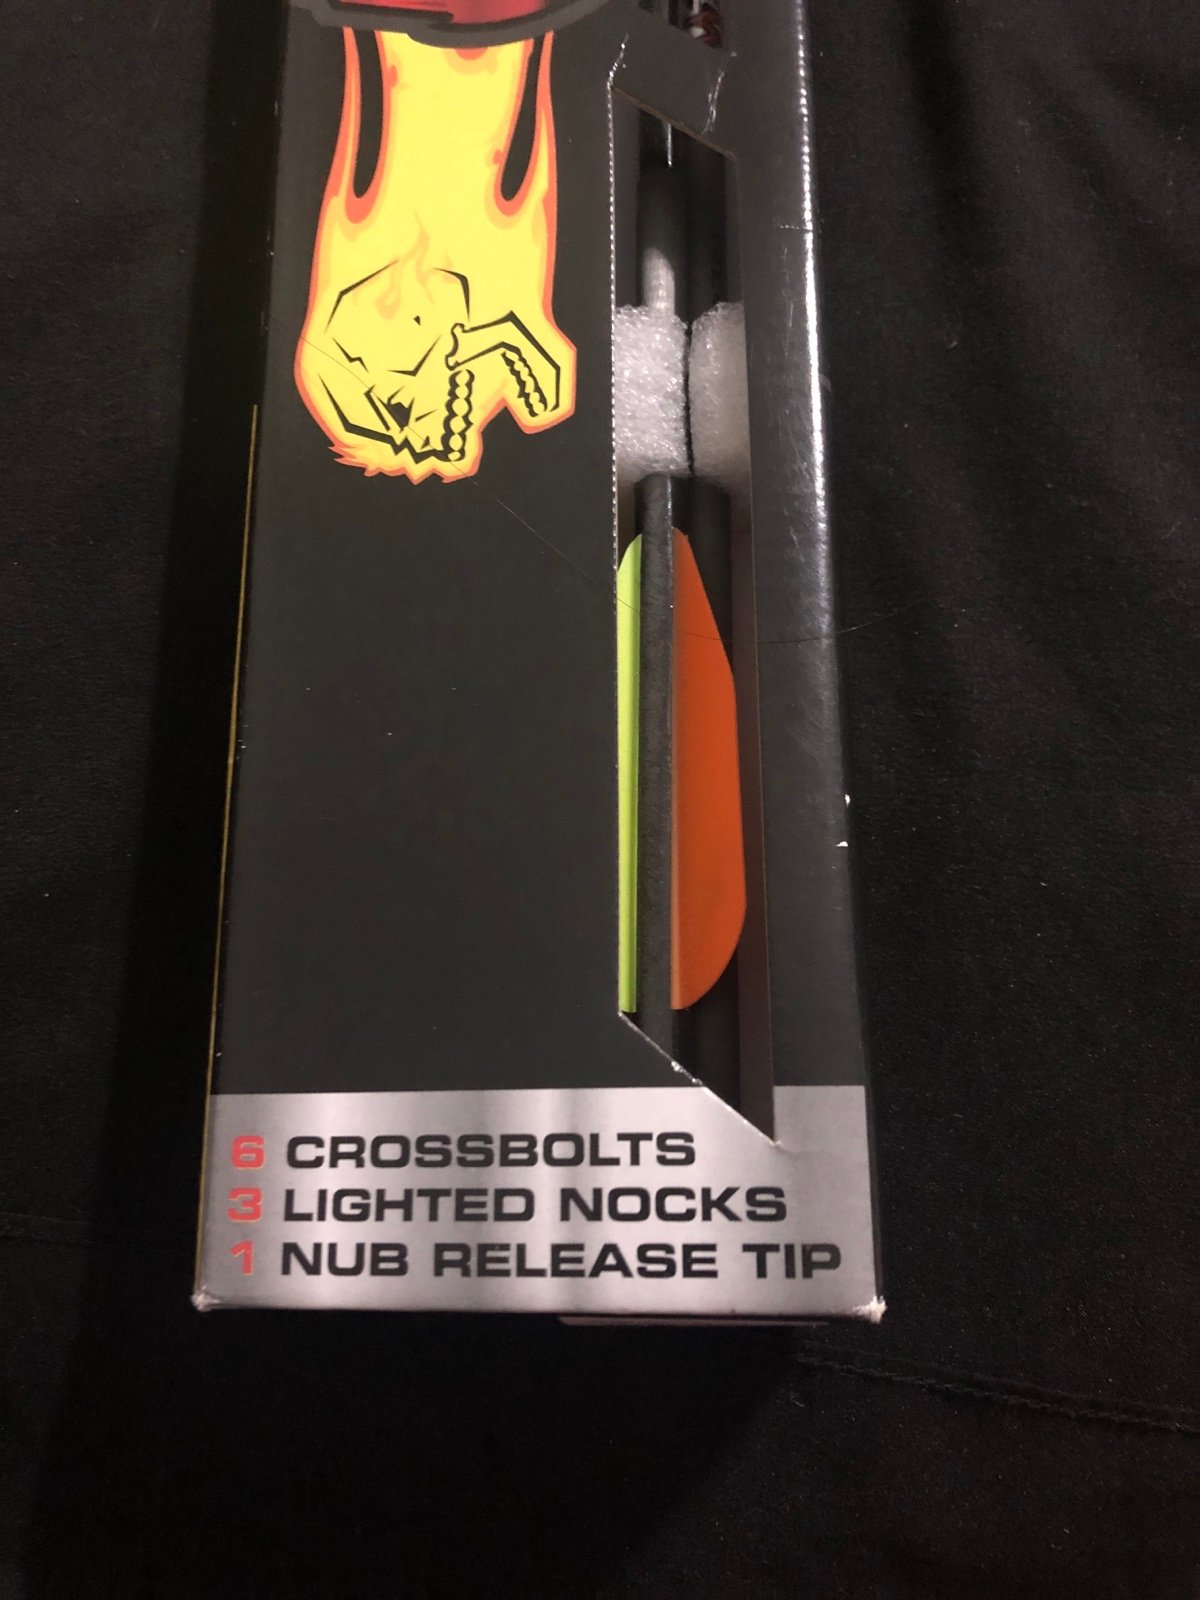 6 CROSSBOLTS
3 LIGHTED NOCKS
1 NUB RELEASE TIP